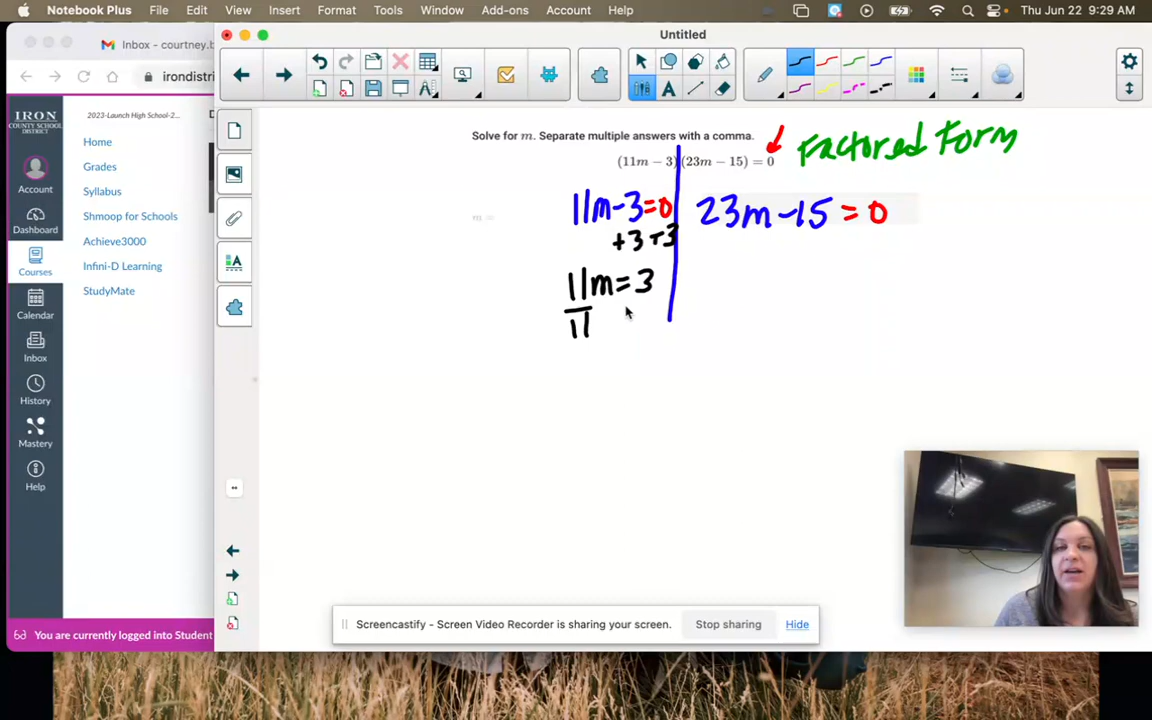 Notebook Plus File Edit View Insert Format Tools Window Add-ons Account Help Thu Jun 22 9:29 AM
Inbox - courtney.b
Untitled
irondistri
IRON
COUNTY SCHOOL
DISTRICT
2023-Launch High School-2...
Home
Grades
Syllabus
Shmoop for Schools
Achieve3000
Infini-D Learning
StudyMate
Account
Dashboard
Courses
Calendar
Inbox
History
Mastery
Help
You are currently logged into Student
Solve for m. Separate multiple answers with a comma.
(11m − 3)(23m − 15) = 0
Factored Form
m =
11m-3=0
23m-15=0
+3 +3
11m=3
11
Screencastify - Screen Video Recorder is sharing your screen. Stop sharing Hide